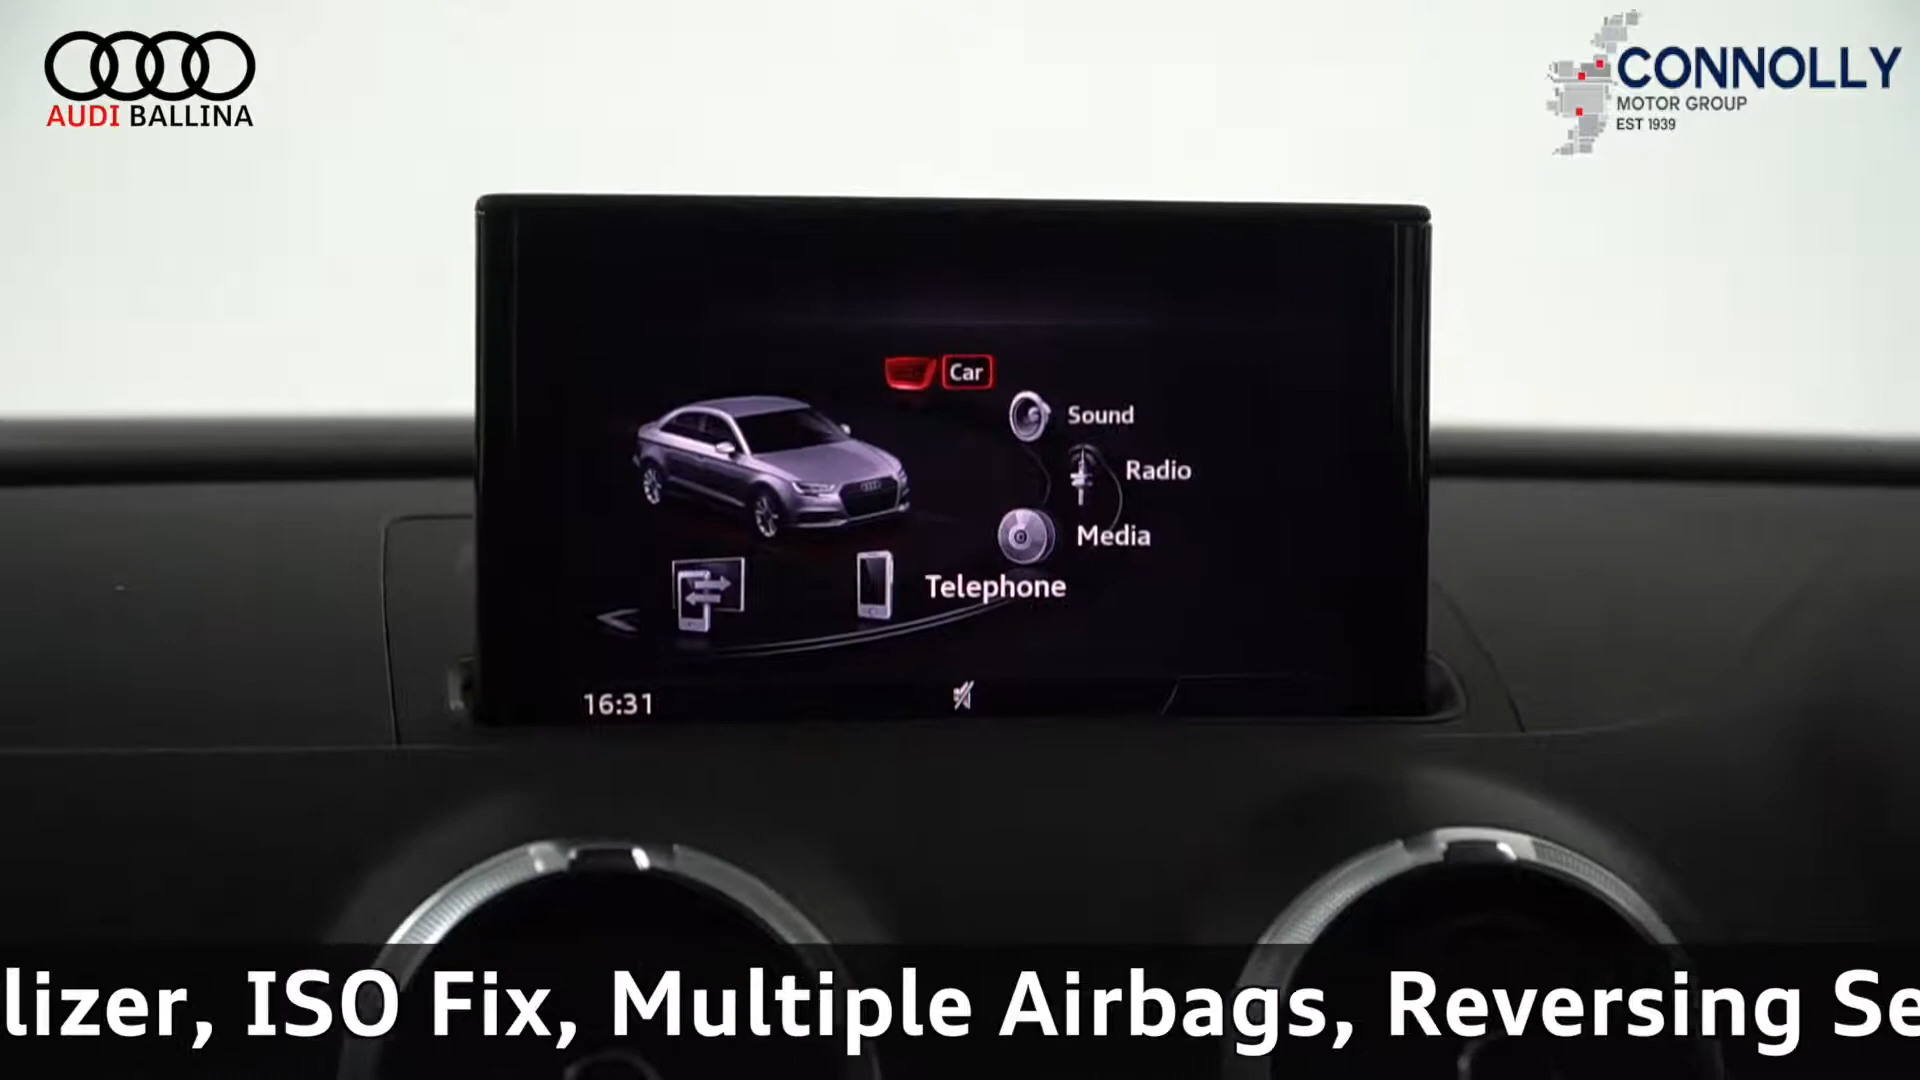 AUDI BALLINA
CONNOLLY
MOTOR GROUP
EST 1939
Car
Sound
Radio
Media
Telephone
16:31
lizer, ISO Fix, Multiple Airbags, Reversing Se